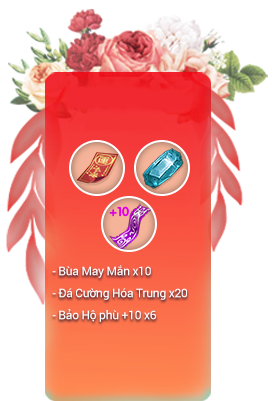 +10
- Bùa May Mắn x10
- Đá Cường Hóa Trung x20
- Bảo Hộ phù +10 x6